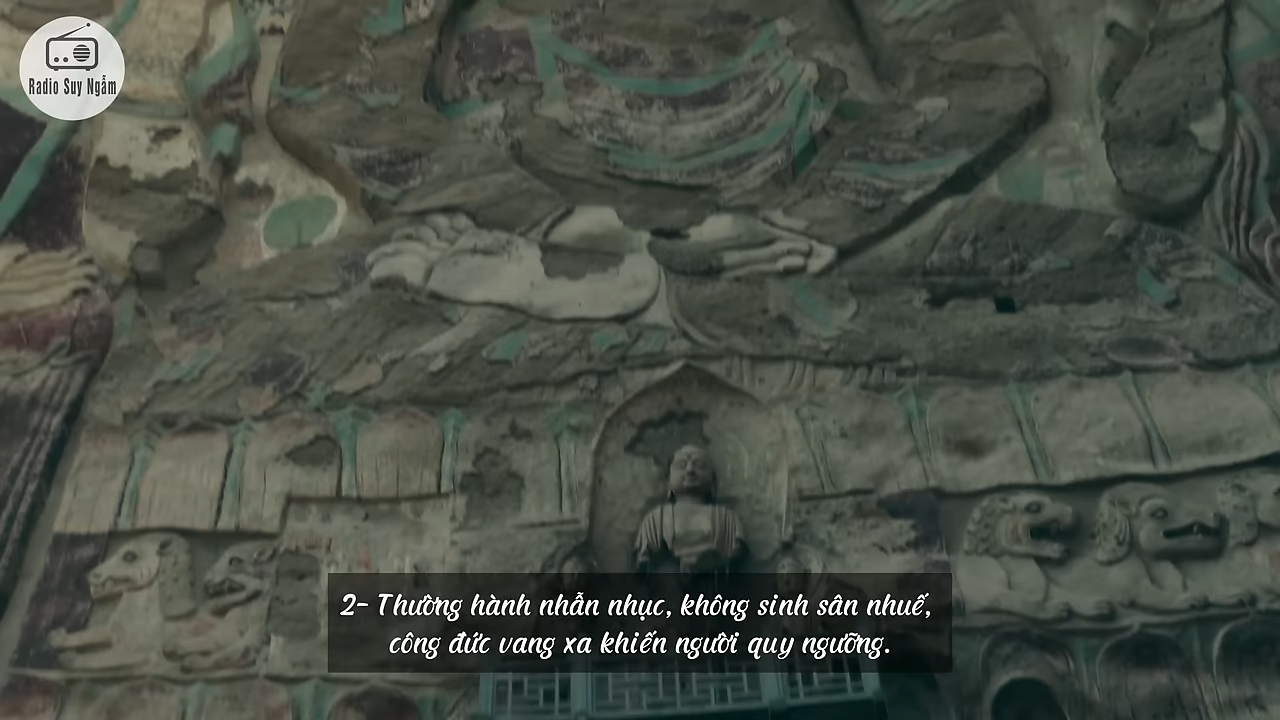 Radio Suy Ngẫm
2- Thường hành nhẫn nhục, không sinh sân nhuế,
công đức vang xa khiến người quy ngưỡng.